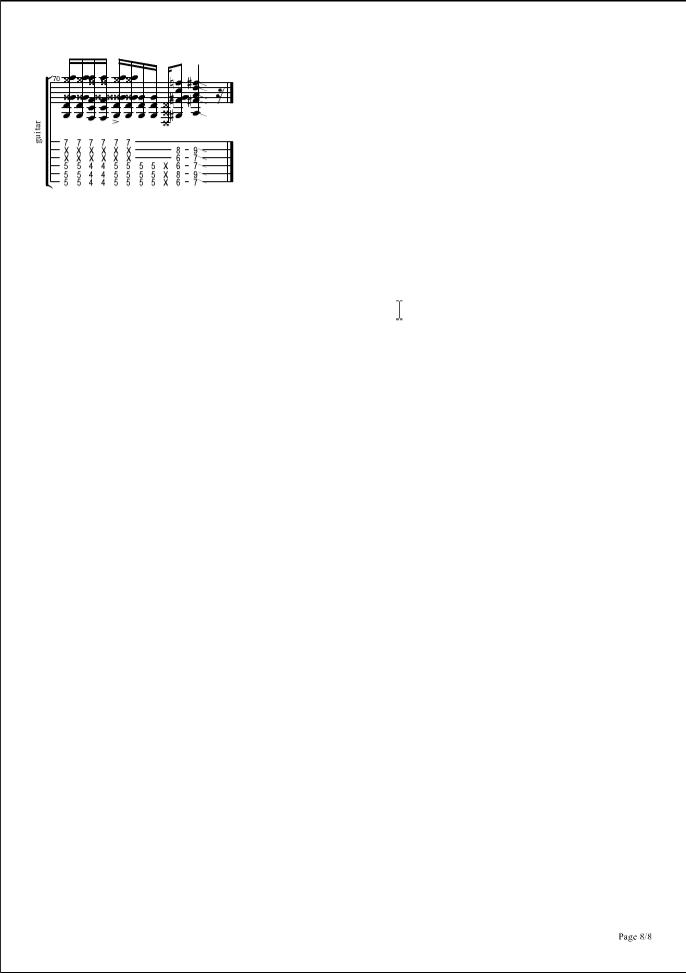 70
guitar
7 7 7 7 7 7
X X X X X X 8 9
X X X X X X 6 7
5 5 4 4 5 5 5 5 X 6 7
5 5 4 4 5 5 5 5 X 8 9
5 5 4 4 5 5 5 5 X 6 7
Page 8/8